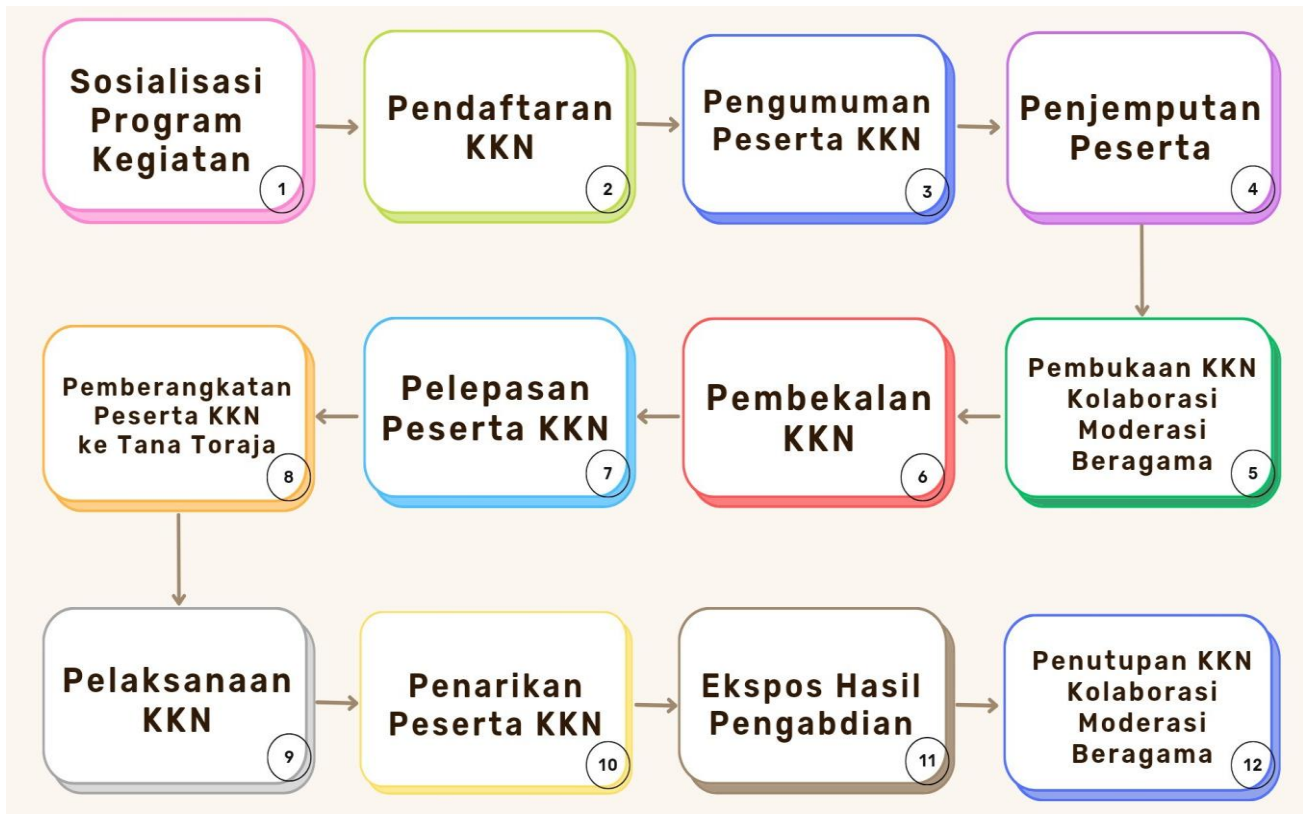 Sosialisasi
Program
Kegiatan
1
Pendaftaran
KKN
2
Pengumuman
Peserta KKN
3
Penjemputan
Peserta
4
Pembukaan KKN
Kolaborasi
Moderasi
Beragama
5
Pembekalan
KKN
6
Pelepasan
Peserta KKN
7
Pemberangkatan
Peserta KKN
ke Tana Toraja
8
Pelaksanaan
KKN
9
Penarikan
Peserta KKN
10
Ekspos Hasil
Pengabdian
11
Penutupan KKN
Kolaborasi
Moderasi
Beragama
12